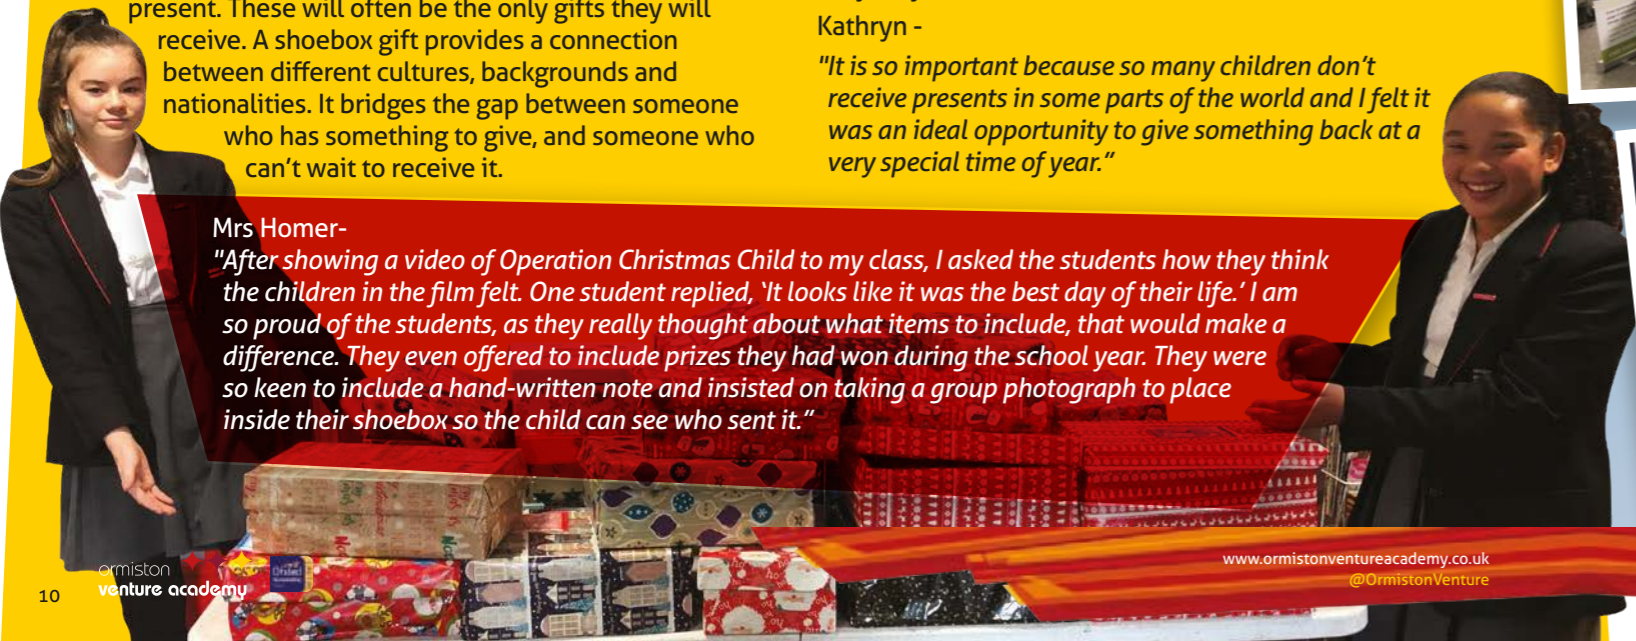 present. These will often be the only gifts they will
receive. A shoebox gift provides a connection
between different cultures, backgrounds and
nationalities. It bridges the gap between someone
who has something to give, and someone who
can’t wait to receive it.
Kathryn -
"It is so important because so many children don’t
receive presents in some parts of the world and I felt it
was an ideal opportunity to give something back at a
very special time of year.”
Mrs Homer-
"After showing a video of Operation Christmas Child to my class, I asked the students how they think
the children in the film felt. One student replied, ‘It looks like it was the best day of their life.’ I am
so proud of the students, as they really thought about what items to include, that would make a
difference. They even offered to include prizes they had won during the school year. They were
so keen to include a hand-written note and insisted on taking a group photograph to place
inside their shoebox so the child can see who sent it.”
ormiston
venture academy
10
www.ormistonventureacademy.co.uk
@OrmistonVenture